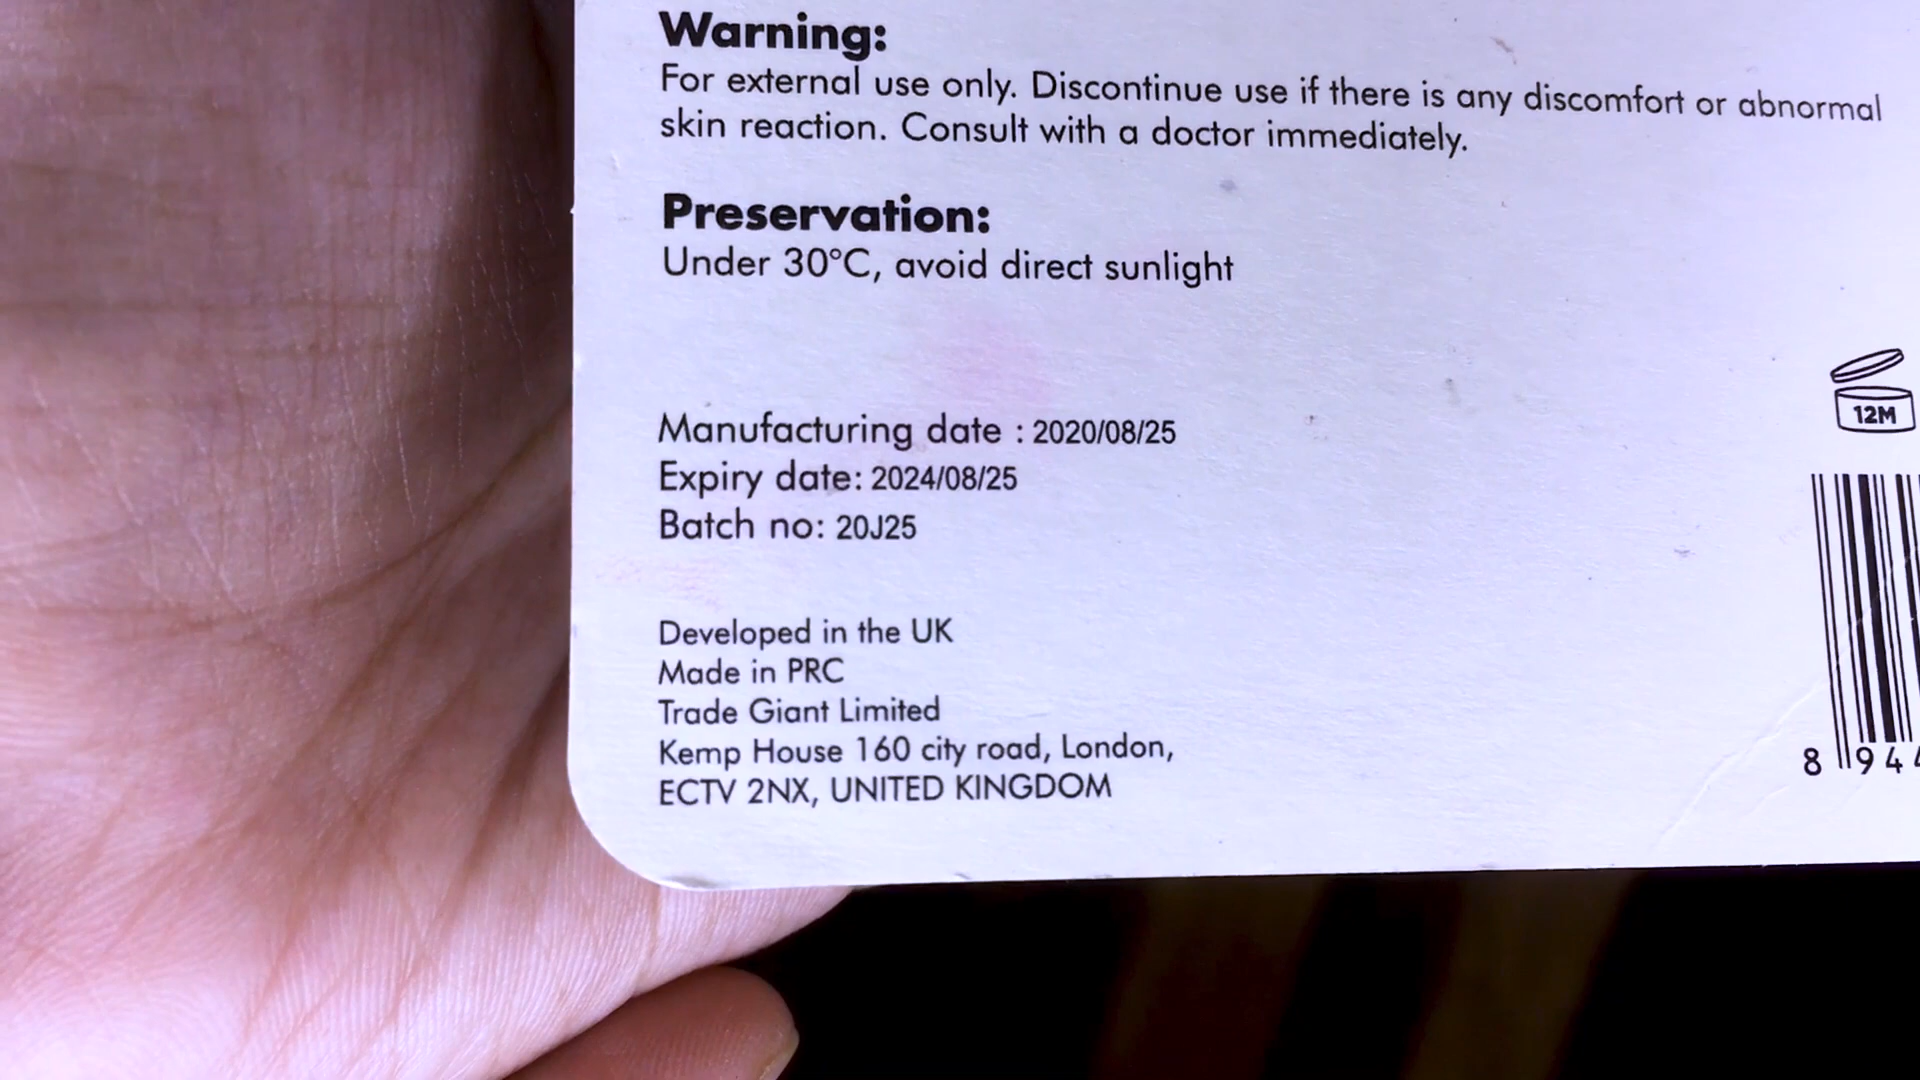 Warning:
For external use only. Discontinue use if there is any discomfort or abnormal
skin reaction. Consult with a doctor immediately.
Preservation:
Under 30°C, avoid direct sunlight
12M
Manufacturing date : 2020/08/25
Expiry date: 2024/08/25
Batch no: 20J25
Developed in the UK
Made in PRC
Trade Giant Limited
Kemp House 160 city road, London,
ECTV 2NX, UNITED KINGDOM
8 94